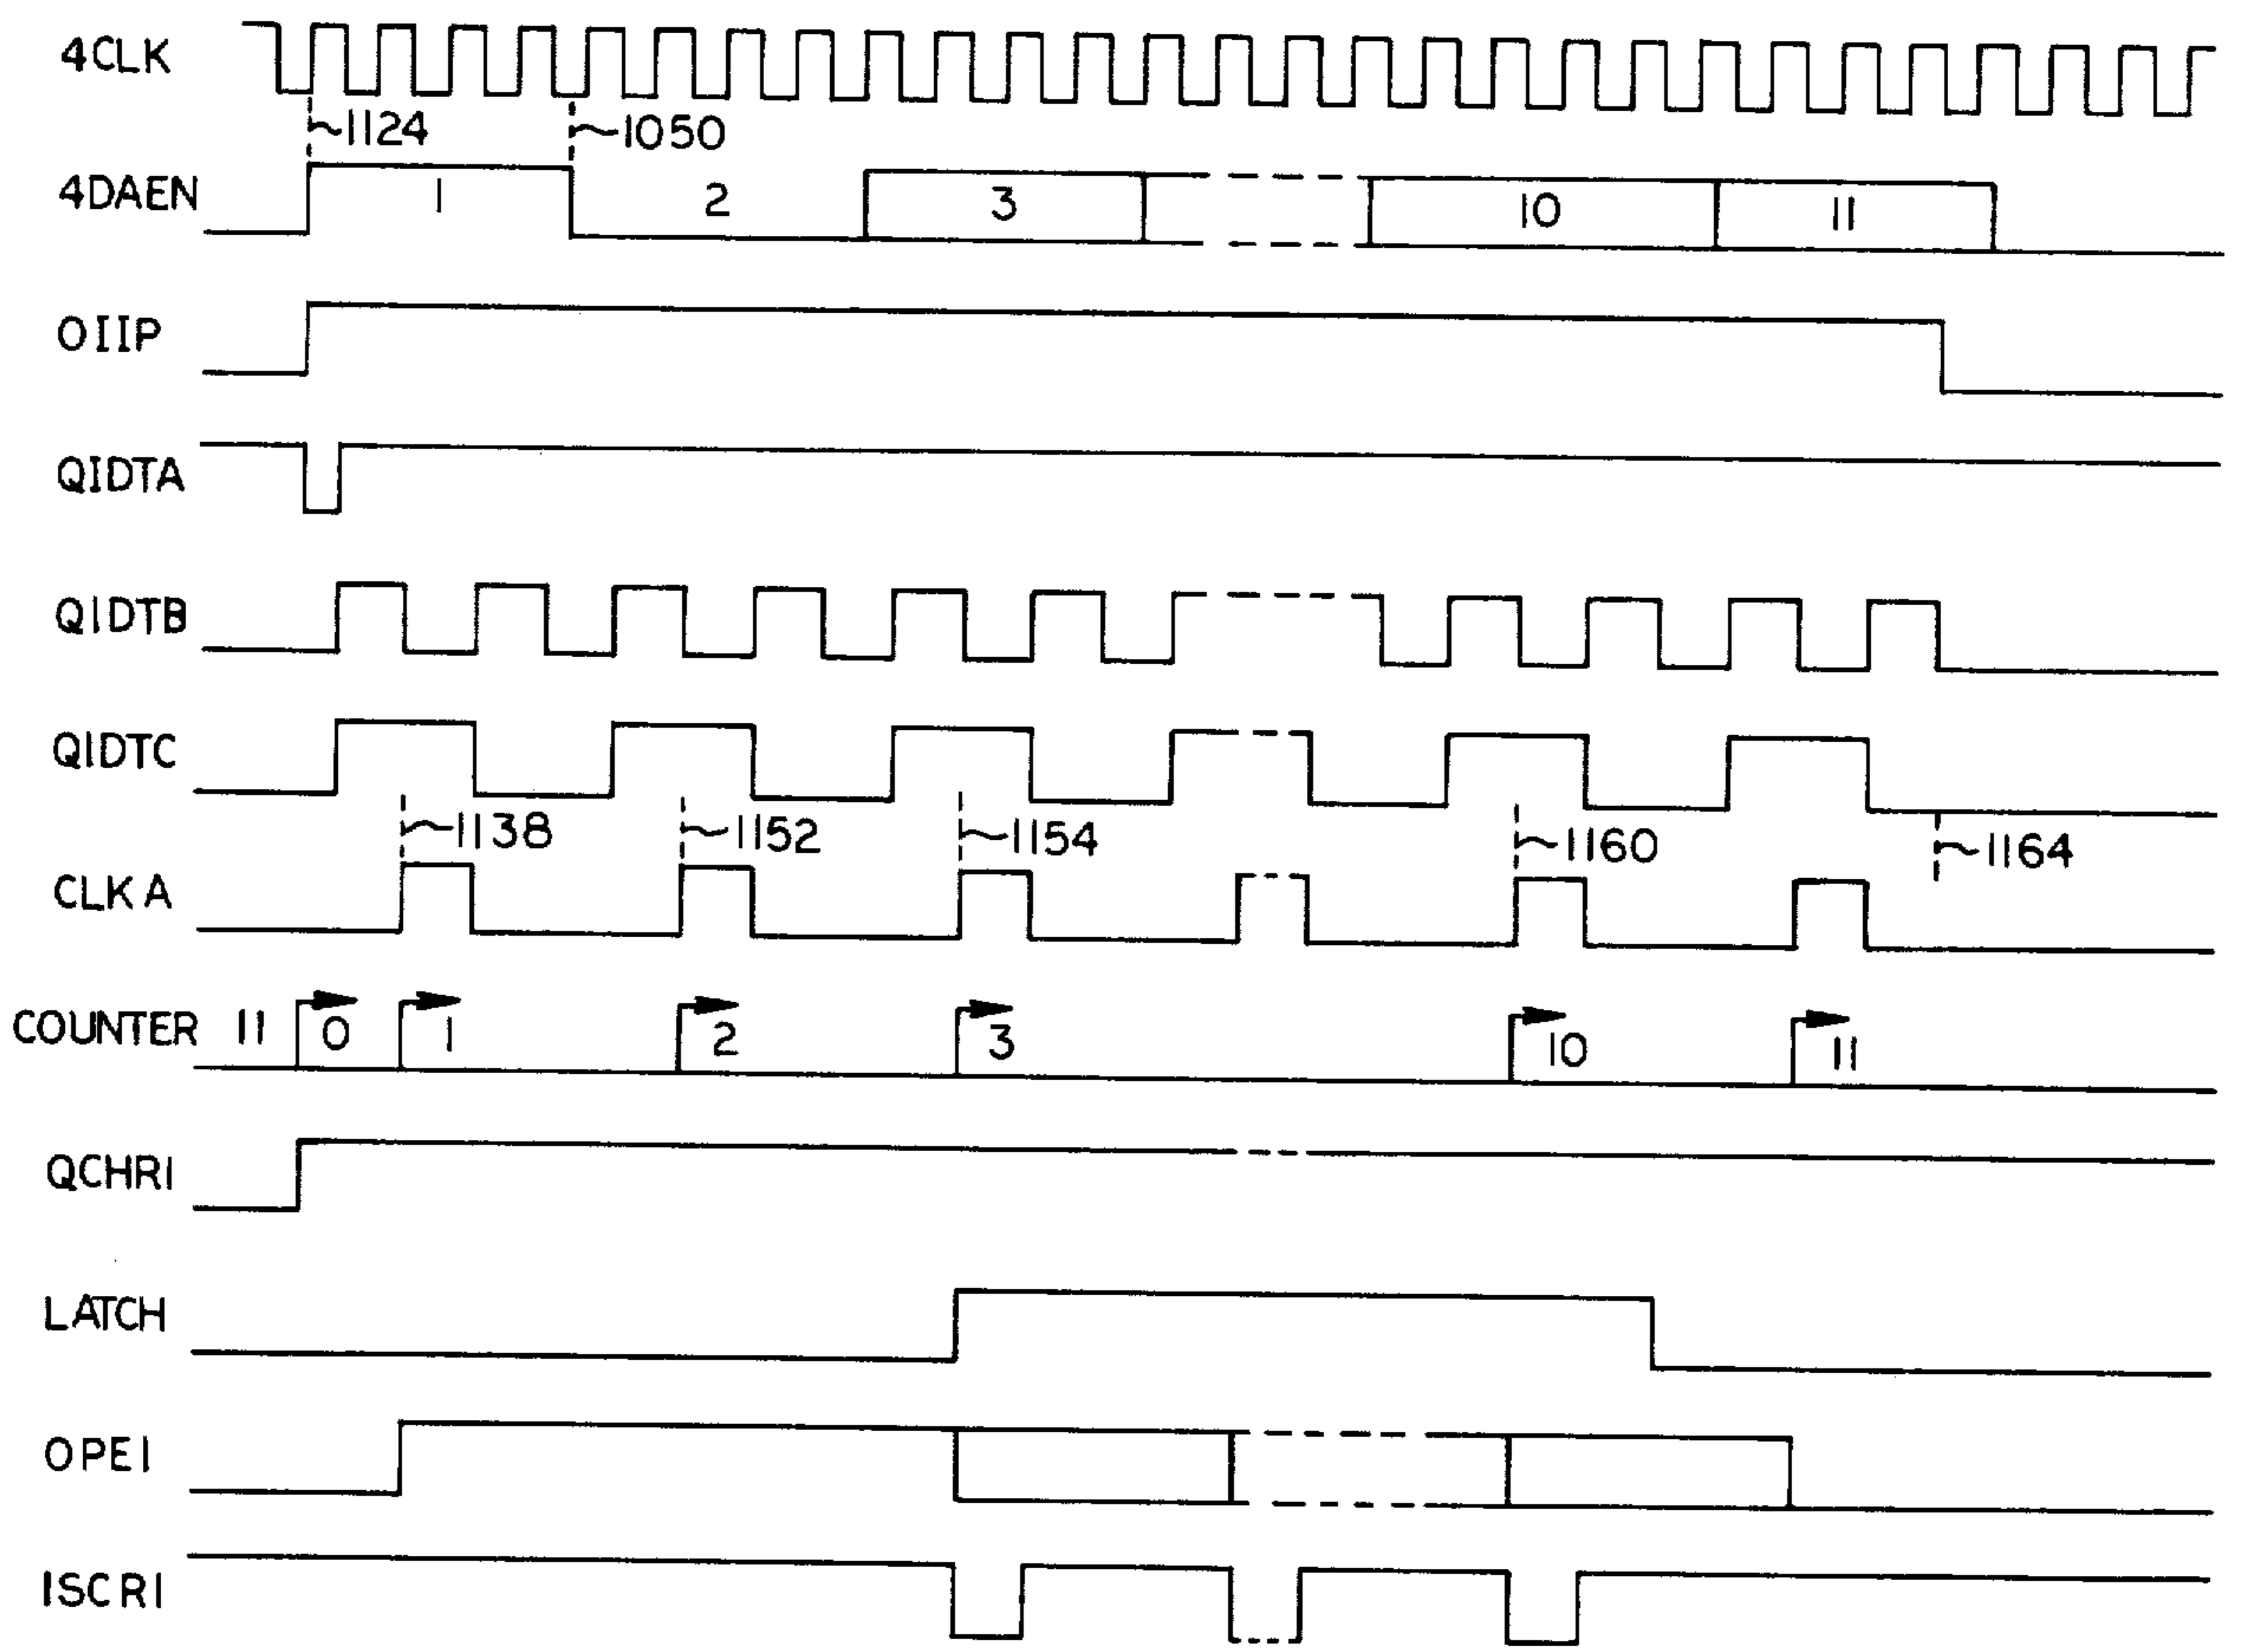 4CLK
~1124 ~1050
4DAEN 1 2 3 10 11
OIIP
QIDTA
QIDTB
QIDTC
~1138 ~1152 ~1154 ~1160 ~1164
CLK A
COUNTER 11 0 1 2 3 10 11
QCHRI
LATCH
OPEI
ISCRI